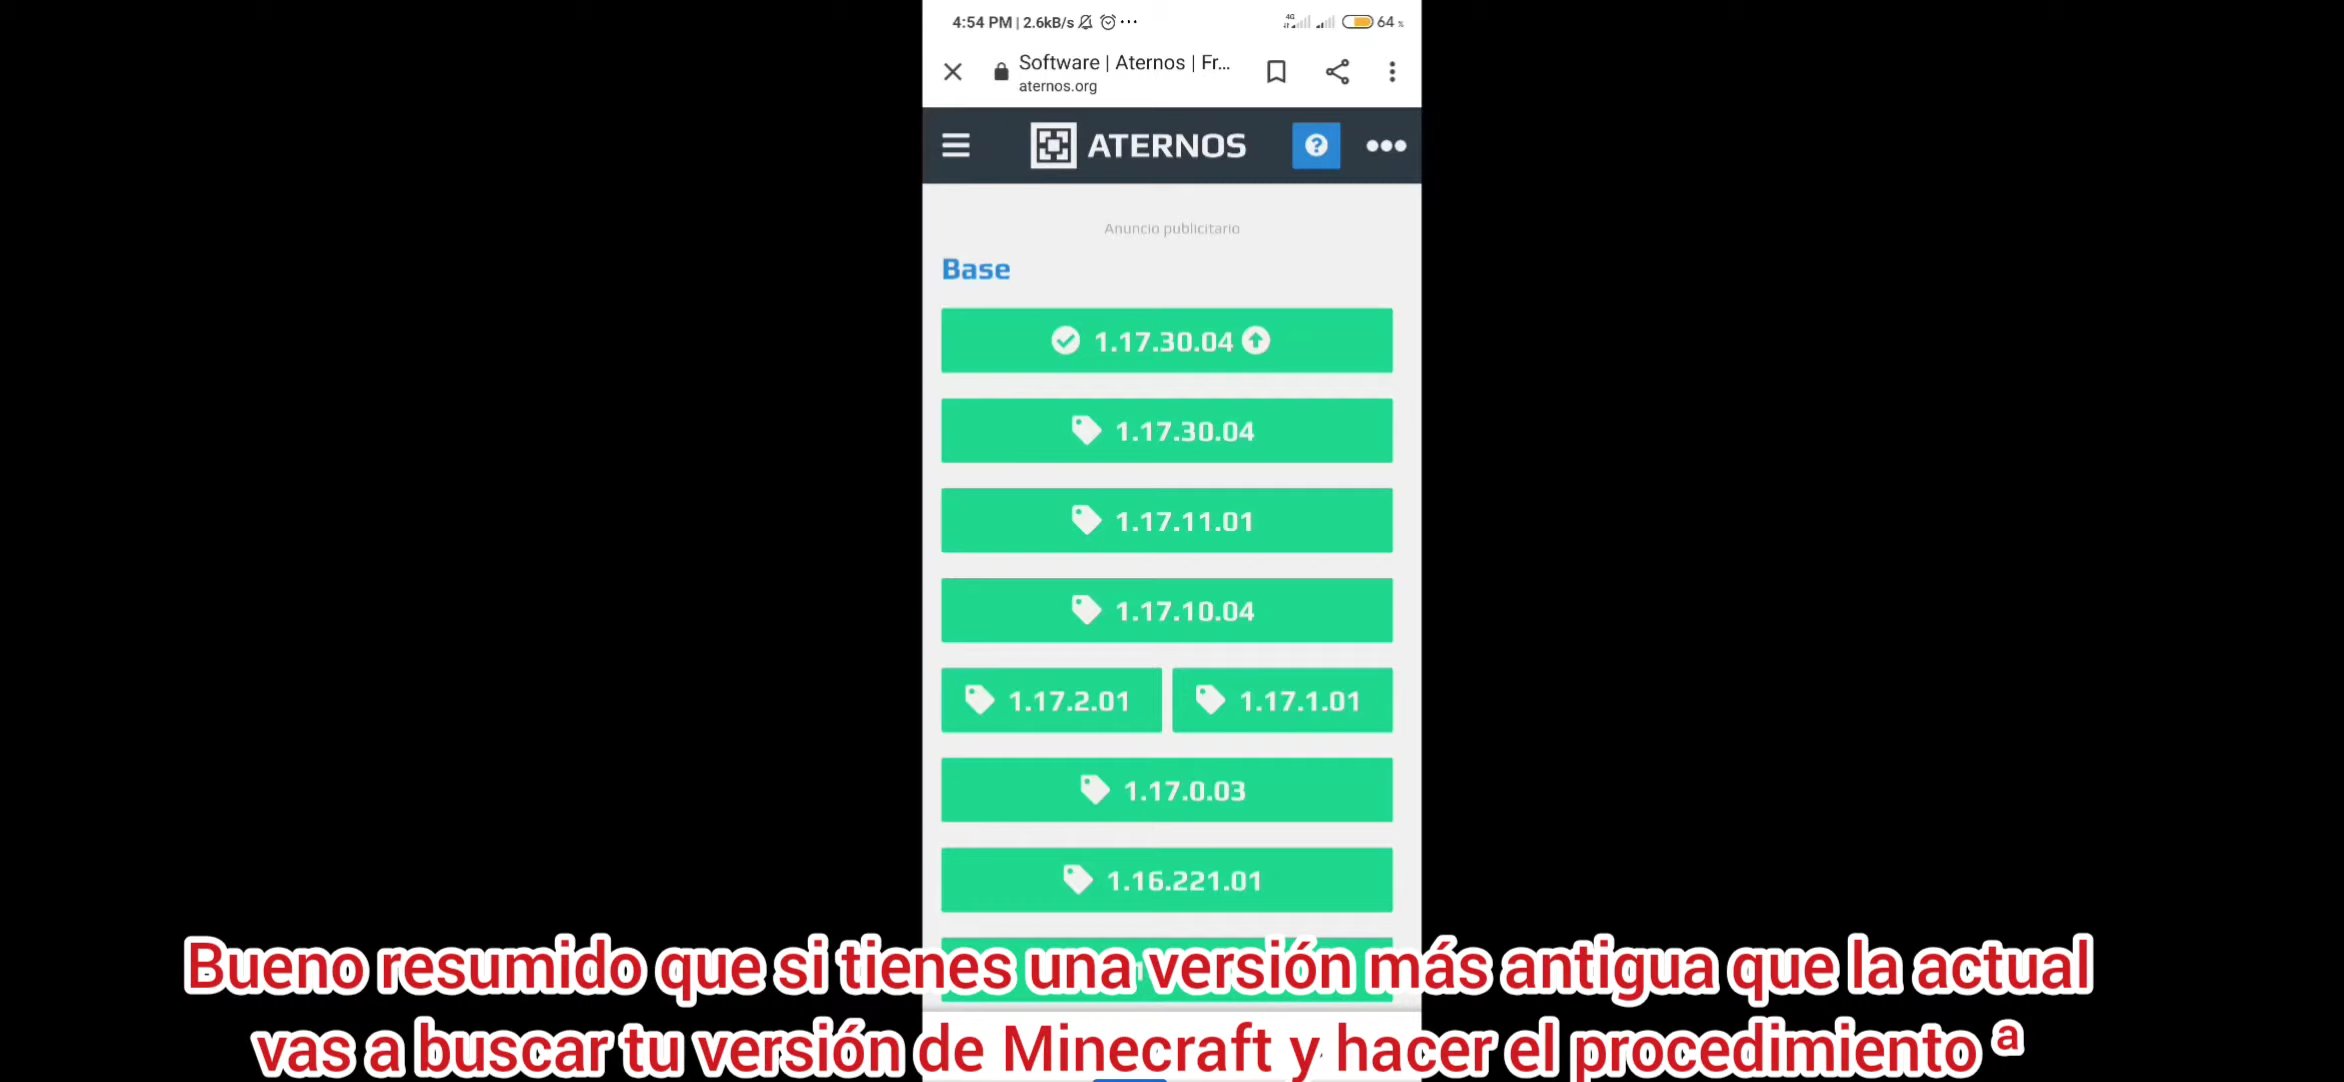 4:54 PM | 2.6kB/s ...
4G
64 %
Software | Aternos | Fr...
aternos.org
ATERNOS
Anuncio publicitario
Base
1.17.30.04
1.17.30.04
1.17.11.01
1.17.10.04
1.17.2.01 1.17.1.01
1.17.0.03
1.16.221.01
Bueno resumido que si tienes una versión más antigua que la actual
vas a buscar tu versión de Minecraft y hacer el procedimiento ª